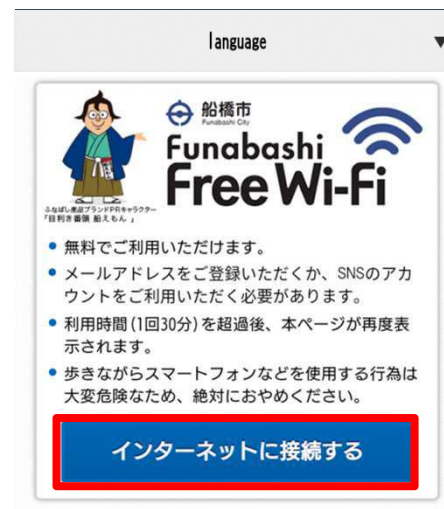 language ▼
船橋市
Funabashi City
Funabashi
Free Wi-Fi
ふなばし産品ブランドPRキャラクター
「目利き番頭 船えもん」
• 無料でご利用いただけます。
• メールアドレスをご登録いただくか、SNSのアカ
ウントをご利用いただく必要があります。
• 利用時間(1回30分)を超過後、本ページが再度表
示されます。
• 歩きながらスマートフォンなどを使用する行為は
大変危険なため、絶対におやめください。
インターネットに接続する